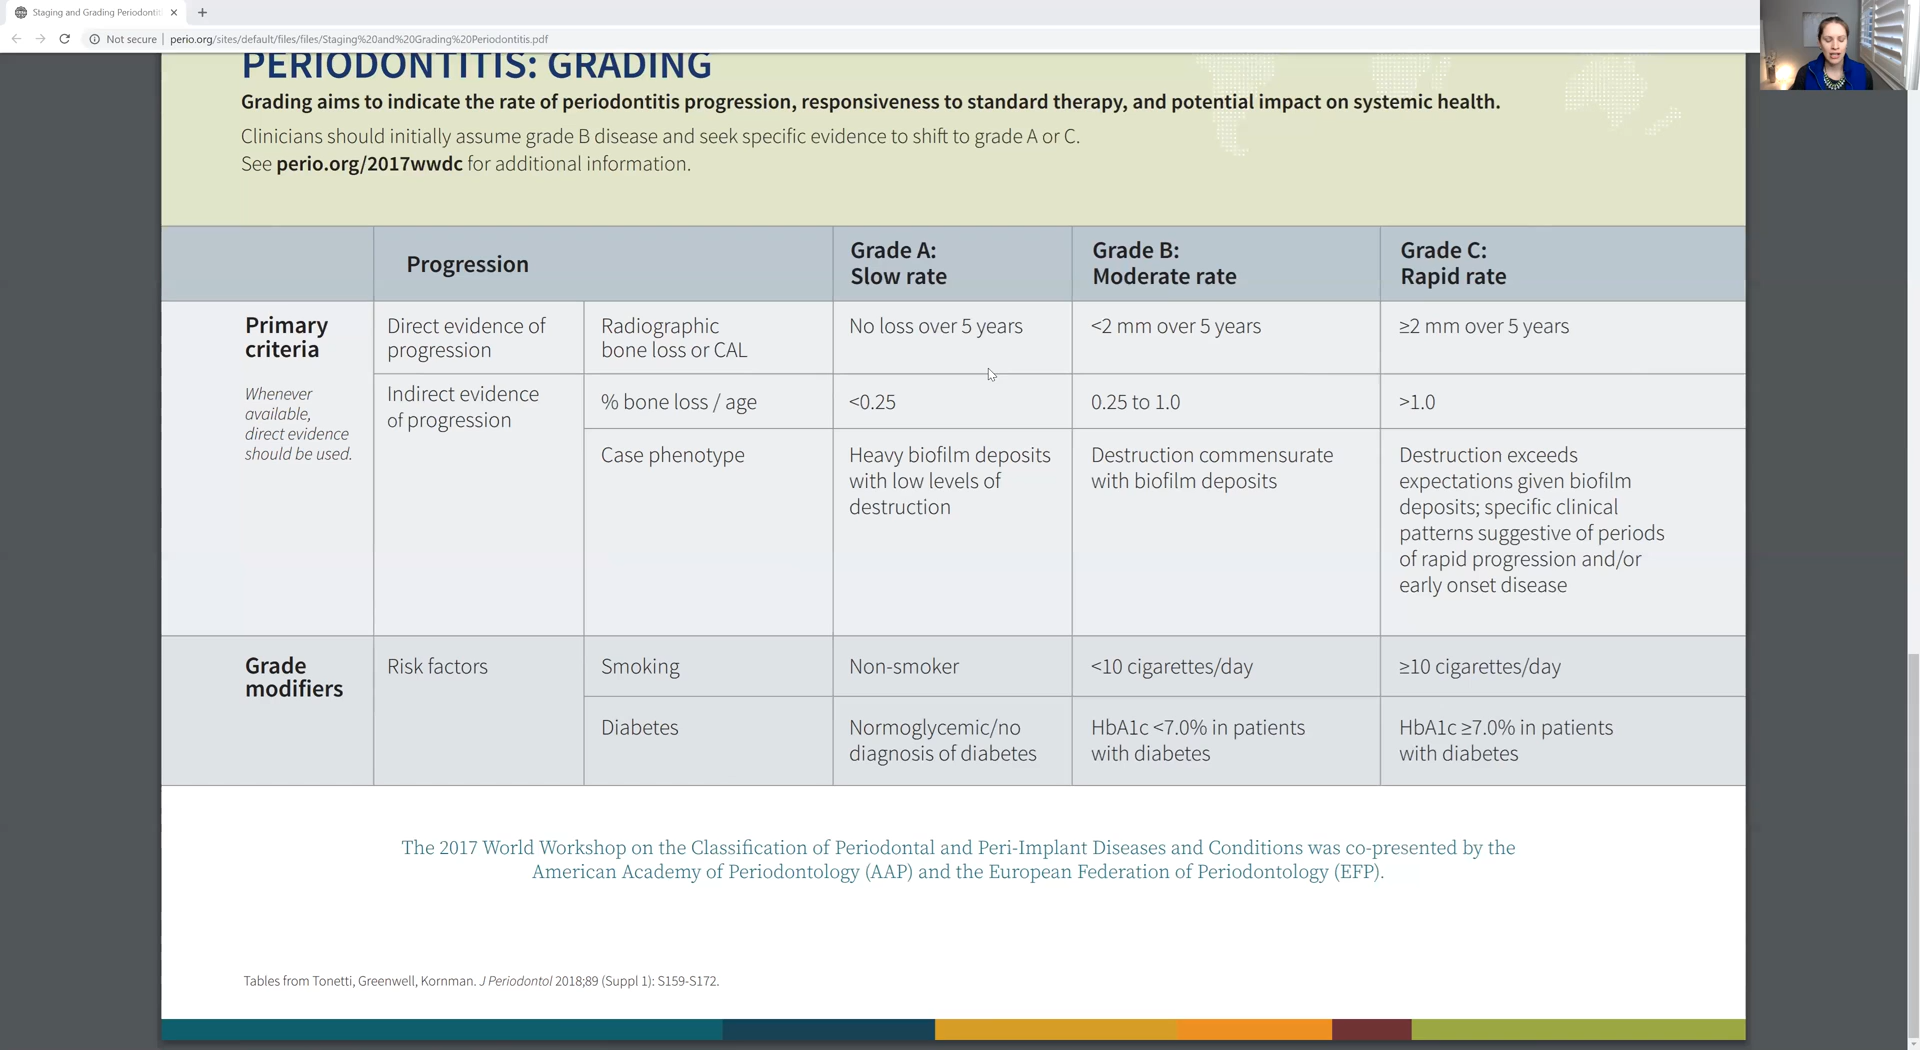 Staging and Grading Periodontit
Not secure
perio.org/sites/default/files/files/Staging%20and%20Grading%20Periodontitis.pdf
PERIODONTITIS: GRADING
Grading aims to indicate the rate of periodontitis progression, responsiveness to standard therapy, and potential impact on systemic health.
Clinicians should initially assume grade B disease and seek specific evidence to shift to grade A or C.
See perio.org/2017wwdc for additional information.
Progression
Grade A:
Slow rate
Grade B:
Moderate rate
Grade C:
Rapid rate
Primary
criteria
Whenever
available,
direct evidence
should be used.
Direct evidence of
progression
Radiographic
bone loss or CAL
No loss over 5 years
<2 mm over 5 years
≥2 mm over 5 years
Indirect evidence
of progression
% bone loss / age
<0.25
0.25 to 1.0
>1.0
Case phenotype
Heavy biofilm deposits
with low levels of
destruction
Destruction commensurate
with biofilm deposits
Destruction exceeds
expectations given biofilm
deposits; specific clinical
patterns suggestive of periods
of rapid progression and/or
early onset disease
Grade
modifiers
Risk factors
Smoking
Non-smoker
<10 cigarettes/day
≥10 cigarettes/day
Diabetes
Normoglycemic/no
diagnosis of diabetes
HbA1c <7.0% in patients
with diabetes
HbA1c ≥7.0% in patients
with diabetes
The 2017 World Workshop on the Classification of Periodontal and Peri-Implant Diseases and Conditions was co-presented by the
American Academy of Periodontology (AAP) and the European Federation of Periodontology (EFP).
Tables from Tonetti, Greenwell, Kornman. J Periodontol 2018;89 (Suppl 1): S159-S172.